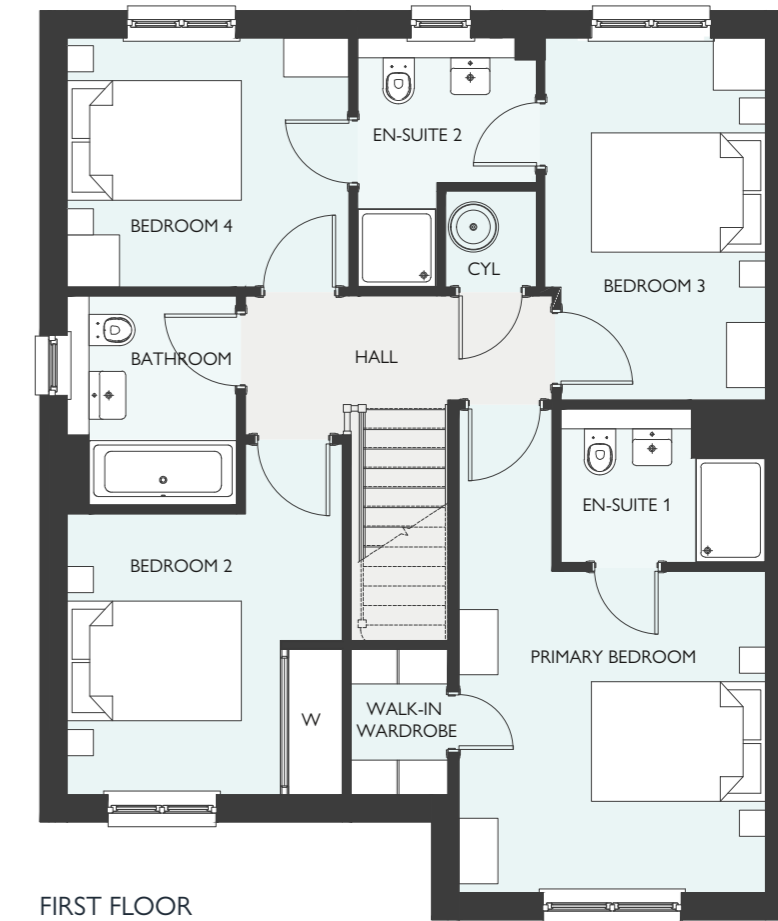 EN-SUITE 2
BEDROOM 4
CYL
BEDROOM 3
BATHROOM
HALL
EN-SUITE 1
BEDROOM 2
PRIMARY BEDROOM
W
WALK-IN
WARDROBE
FIRST FLOOR